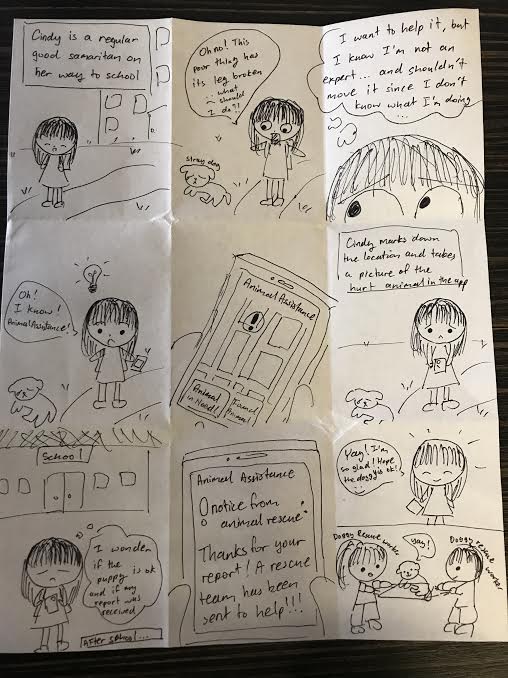 Cindy is a regular
good samaritan on
her way to school
Oh no! This
poor thing has
its leg broken
... what
should
I do?!
stray dog
I want to help it, but
I know I'm not an
expert... and shouldn't
move it since I don't
know what I'm doing...
Oh!
I know!
Animal Assistance!
Animal Assistance
!
Animal
in Need!
Found
Animal
Cindy marks down
the location and takes
a picture of the
hurt animal in the app
SCHOOL
I wonder
if the
puppy is ok
and if my
report was
received
After school...
Animal Assistance
! notice from
animal rescue:
Thanks for your
report! A rescue
team has been
sent to help!!!
Yay! I'm
so glad! Hope
the doggy is ok!
Doggy Rescue worker
yay!
Doggy rescue worker